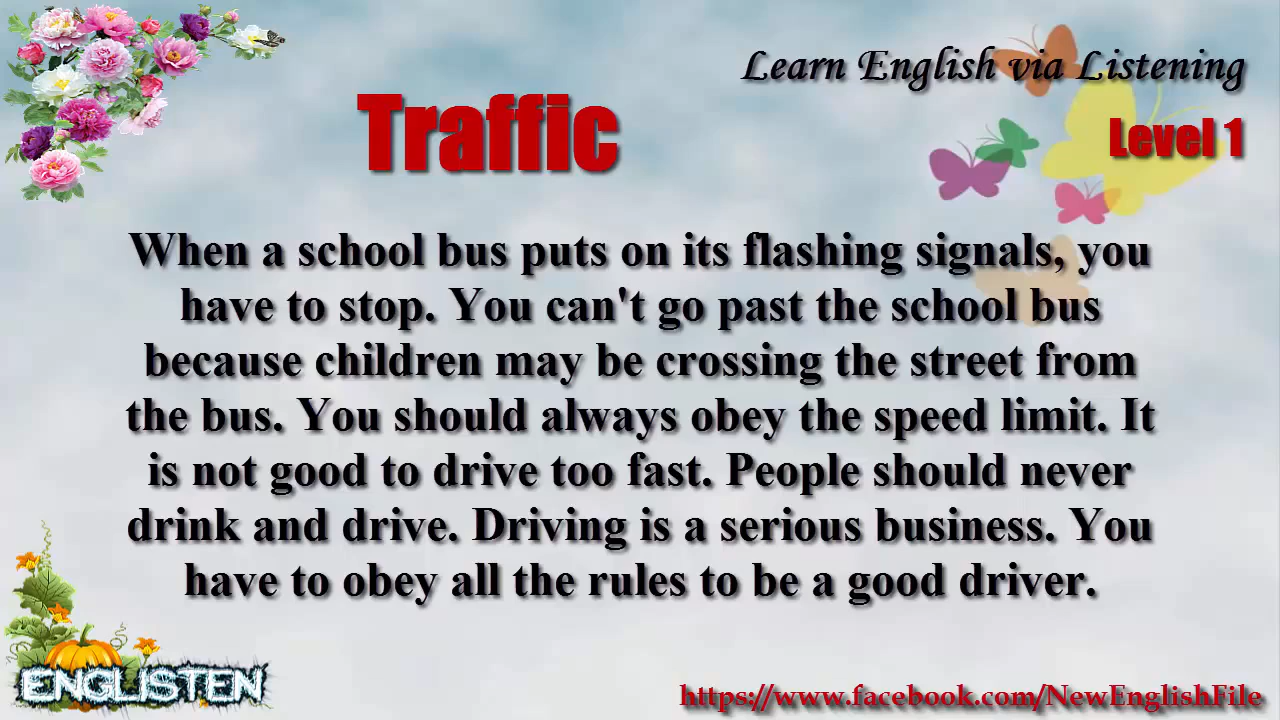 Learn English via Listening
Traffic
Level 1
When a school bus puts on its flashing signals, you
have to stop. You can't go past the school bus
because children may be crossing the street from
the bus. You should always obey the speed limit. It
is not good to drive too fast. People should never
drink and drive. Driving is a serious business. You
have to obey all the rules to be a good driver.
ENGLISTEN
https://www.facebook.com/NewEnglishFile